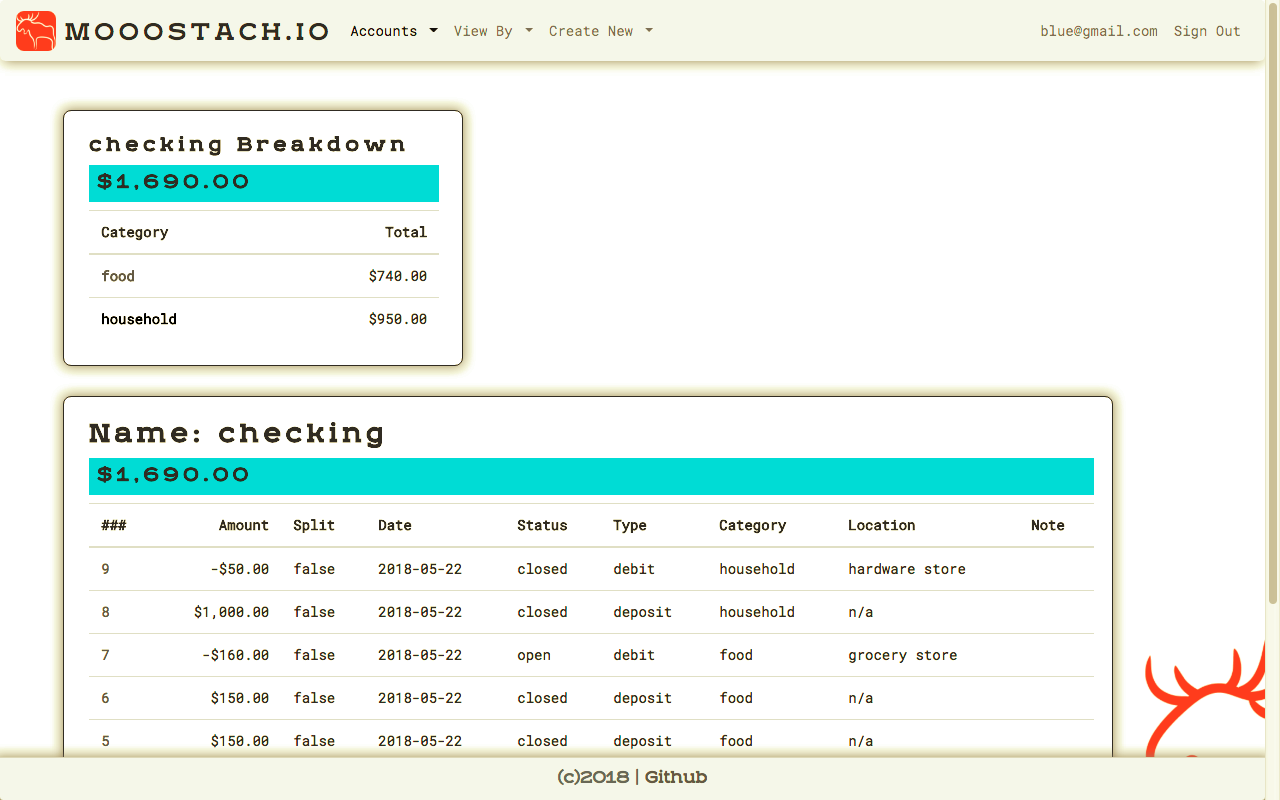 MOOOSTACH.IO Accounts View By Create New blue@gmail.com Sign Out
checking Breakdown
$1,690.00
Category Total
food $740.00
household $950.00
Name: checking
$1,690.00
### Amount Split Date Status Type Category Location Note
9 -$50.00 false 2018-05-22 closed debit household hardware store
8 $1,000.00 false 2018-05-22 closed deposit household n/a
7 -$160.00 false 2018-05-22 open debit food grocery store
6 $150.00 false 2018-05-22 closed deposit food n/a
5 $150.00 false 2018-05-22 closed deposit food n/a
(c)2018 | Github